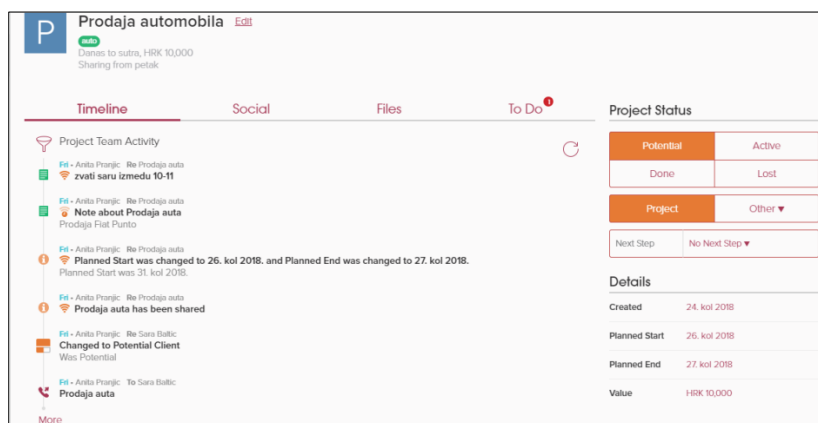 P
Prodaja automobila Edit
auto
Danas to sutra, HRK 10,000
Sharing from petak
Timeline Social Files To Do 1
Project Team Activity
Fri • Anita Pranjic Re Prodaja auta
zvati saru izmedu 10-11
Fri • Anita Pranjic Re Prodaja auta
Note about Prodaja auta
Prodaja Fiat Punto
Fri • Anita Pranjic Re Prodaja auta
Planned Start was changed to 26. kol 2018. and Planned End was changed to 27. kol 2018.
Planned Start was 31. kol 2018.
Fri • Anita Pranjic Re Prodaja auta
Prodaja auta has been shared
Fri • Anita Pranjic Re Sara Baltic
Changed to Potential Client
Was Potential
Fri • Anita Pranjic To Sara Baltic
Prodaja auta
More
Project Status
Potential Active
Done Lost
Project Other ▼
Next Step No Next Step ▼
Details
Created 24. kol 2018
Planned Start 26. kol 2018
Planned End 27. kol 2018
Value HRK 10,000